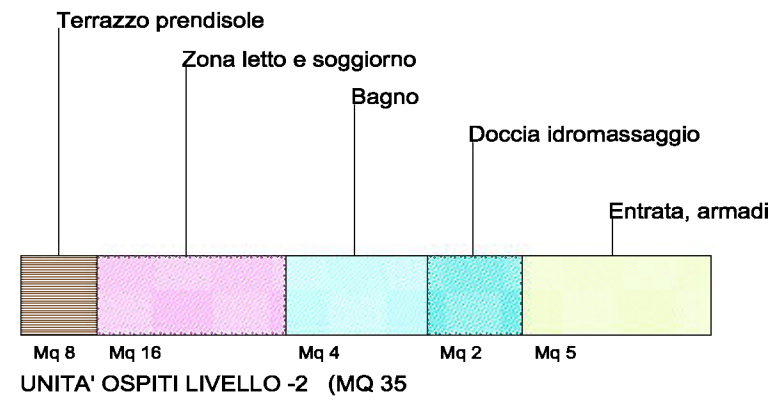 Terrazzo prendisole
Zona letto e soggiorno
Bagno
Doccia idromassaggio
Entrata, armadi
Mq 8 Mq 16 Mq 4 Mq 2 Mq 5
UNITA' OSPITI LIVELLO -2 (MQ 35